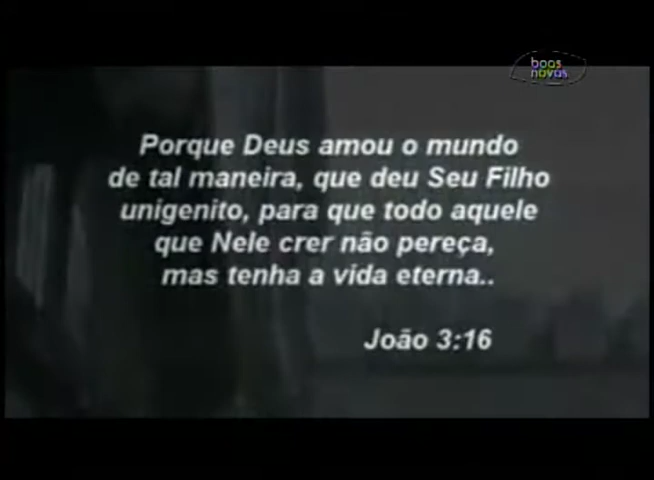 boas
novas
Porque Deus amou o mundo
de tal maneira, que deu Seu Filho
unigenito, para que todo aquele
que Nele crer não pereça,
mas tenha a vida eterna..
João 3:16